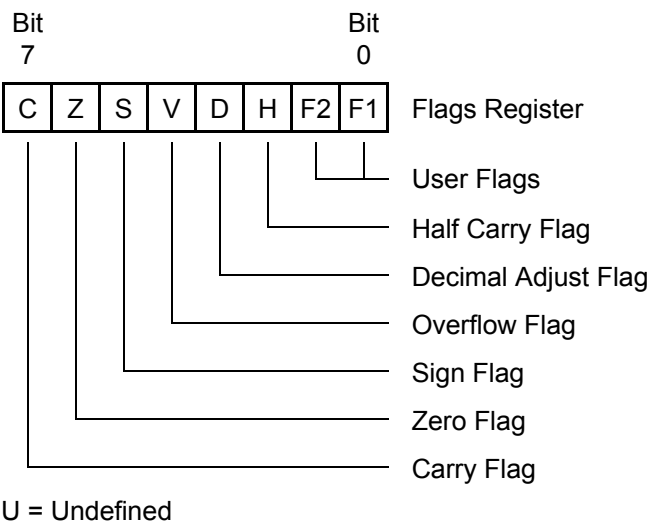 Bit Bit
7 0
C Z S V D H F2 F1 Flags Register
User Flags
Half Carry Flag
Decimal Adjust Flag
Overflow Flag
Sign Flag
Zero Flag
Carry Flag
U = Undefined